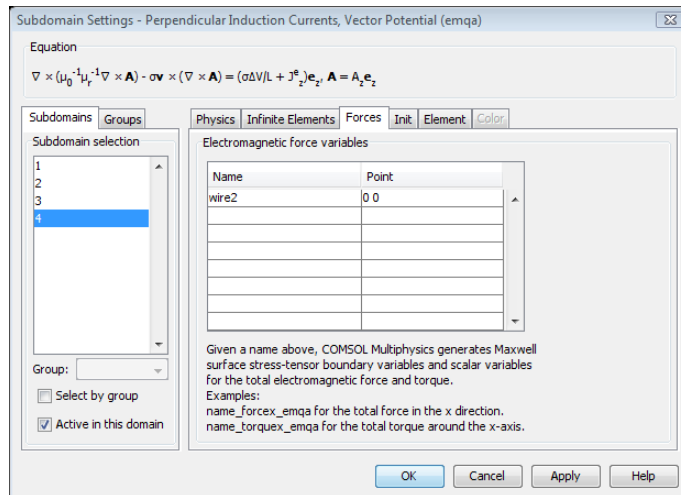 Subdomain Settings - Perpendicular Induction Currents, Vector Potential (emqa)
Equation
∇ × (μ₀⁻¹μᵣ⁻¹∇ × A) - σv × (∇ × A) = (σΔV/L + Jᵉ_z)e_z, A = A_z e_z
Subdomains Groups
Physics Infinite Elements Forces Init Element Color
Subdomain selection
1
2
3
4
Group:
Select by group
Active in this domain
Electromagnetic force variables
Name Point
wire2 0 0
Given a name above, COMSOL Multiphysics generates Maxwell
surface stress-tensor boundary variables and scalar variables
for the total electromagnetic force and torque.
Examples:
name_forcex_emqa for the total force in the x direction.
name_torquex_emqa for the total torque around the x-axis.
OK Cancel Apply Help